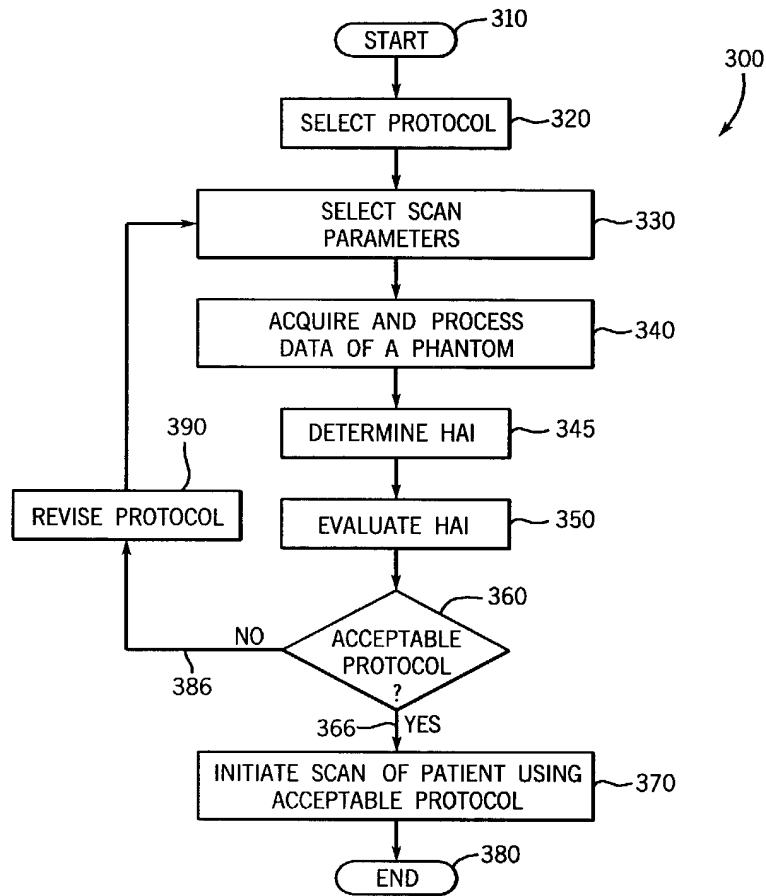 START
310
300
SELECT PROTOCOL
320
SELECT SCAN
PARAMETERS
330
ACQUIRE AND PROCESS
DATA OF A PHANTOM
340
DETERMINE HAI
345
390
REVISE PROTOCOL
EVALUATE HAI
350
360
NO
ACCEPTABLE
PROTOCOL
?
386
366
YES
INITIATE SCAN OF PATIENT USING
ACCEPTABLE PROTOCOL
370
END
380